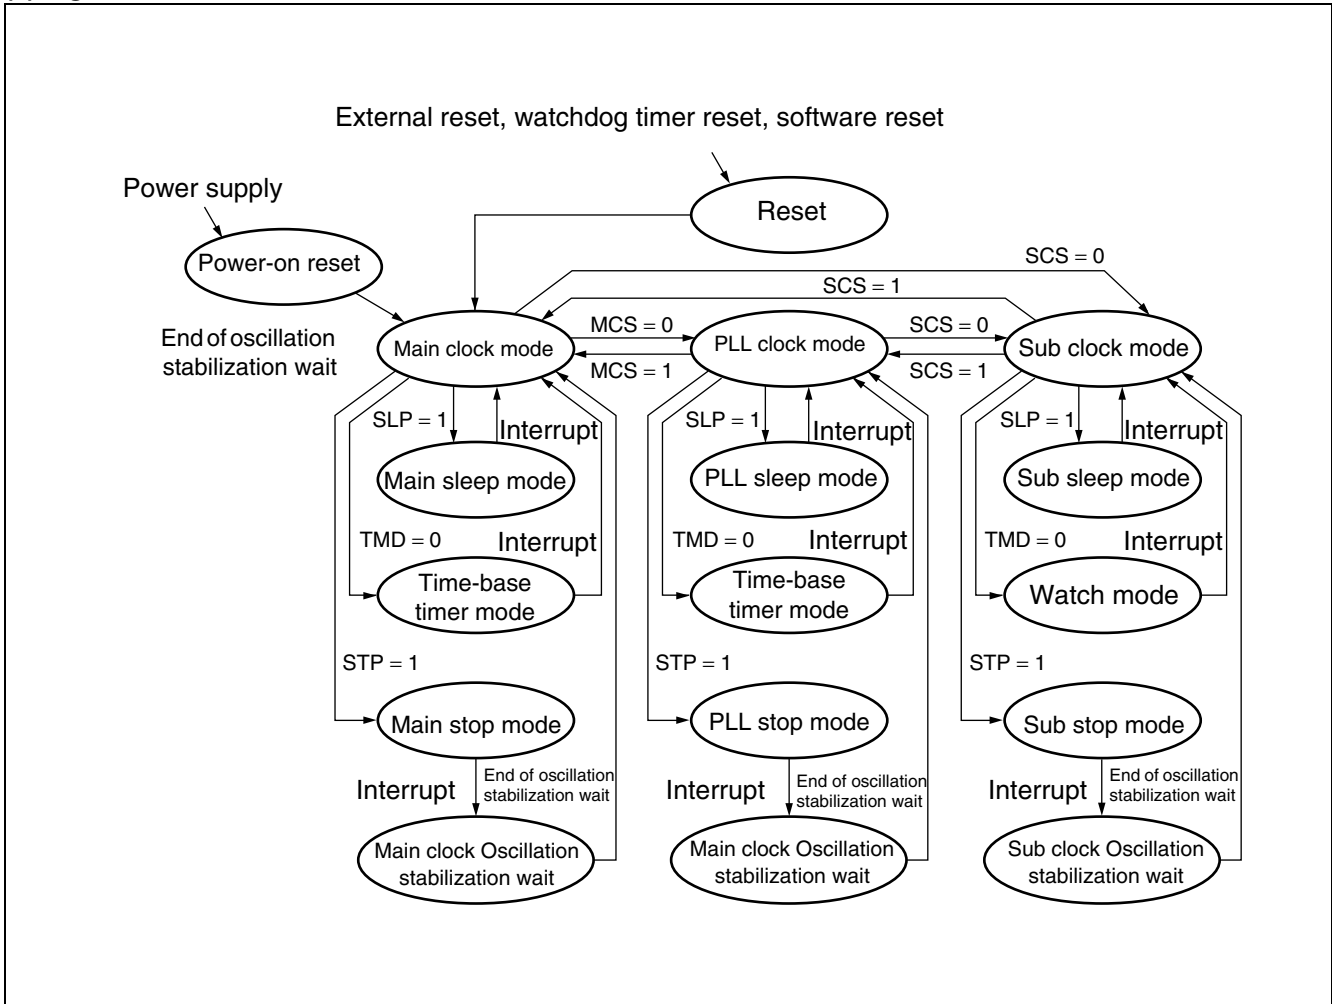 External reset, watchdog timer reset, software reset
Power supply
Reset
Power-on reset
SCS = 0
SCS = 1
End of oscillation
stabilization wait
Main clock mode
MCS = 0
MCS = 1
PLL clock mode
SCS = 0
SCS = 1
Sub clock mode
SLP = 1
Interrupt
SLP = 1
Interrupt
SLP = 1
Interrupt
Main sleep mode
PLL sleep mode
Sub sleep mode
TMD = 0
Interrupt
TMD = 0
Interrupt
TMD = 0
Interrupt
Time-base
timer mode
Time-base
timer mode
Watch mode
STP = 1
STP = 1
STP = 1
Main stop mode
PLL stop mode
Sub stop mode
Interrupt
End of oscillation
stabilization wait
Interrupt
End of oscillation
stabilization wait
Interrupt
End of oscillation
stabilization wait
Main clock Oscillation
stabilization wait
Main clock Oscillation
stabilization wait
Sub clock Oscillation
stabilization wait